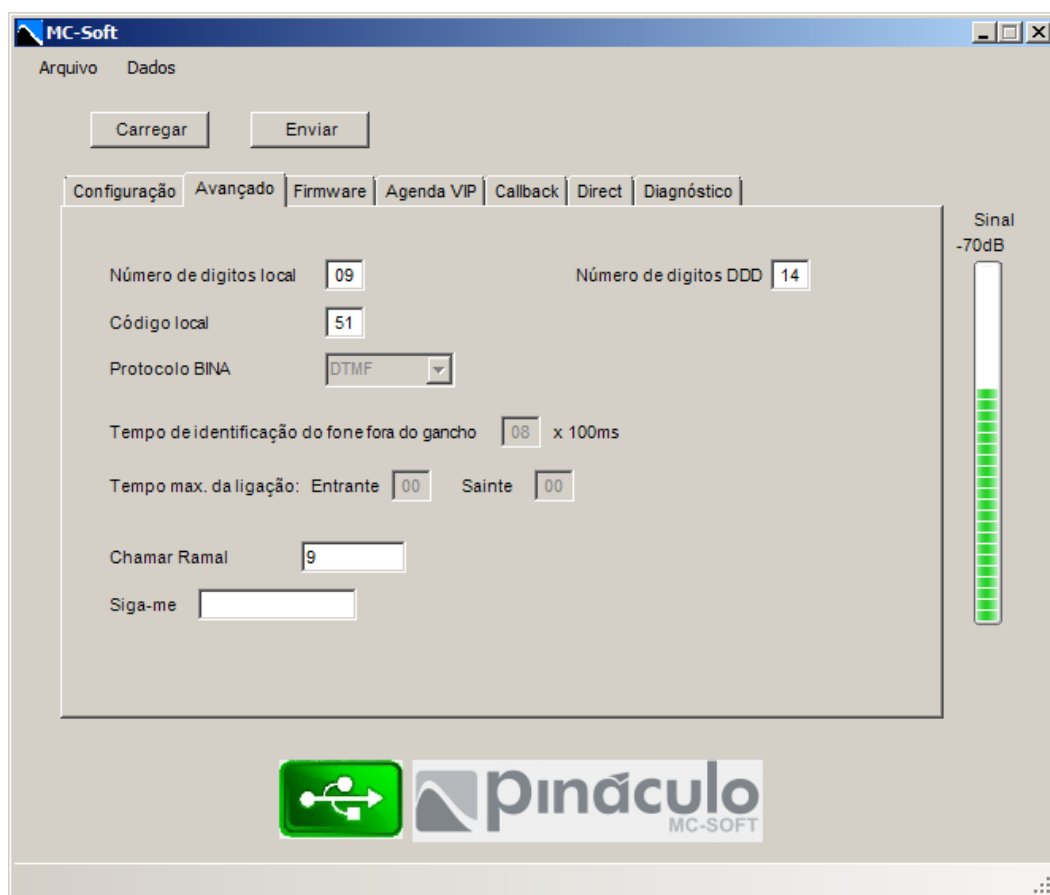 MC-Soft
Arquivo Dados
Carregar Enviar
Configuração Avançado Firmware Agenda VIP Callback Direct Diagnóstico
Sinal
-70dB
Número de digitos local 09 Número de digitos DDD 14
Código local 51
Protocolo BINA DTMF
Tempo de identificação do fone fora do gancho 08 x 100ms
Tempo max. da ligação: Entrante 00 Sainte 00
Chamar Ramal 9
Siga-me
pináculo
MC-SOFT